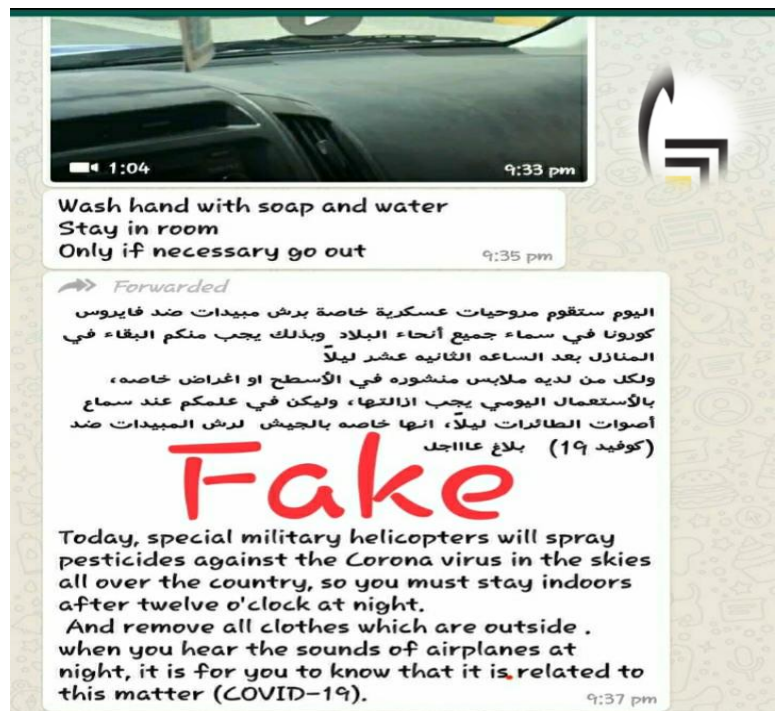 1:04
9:33 pm
Wash hand with soap and water
Stay in room
Only if necessary go out
9:35 pm
Forwarded
اليوم ستقوم مروحيات عسكرية خاصة برش مبيدات ضد فايروس
كورونا في سماء جميع أنحاء البلاد وبذلك يجب منكم البقاء في
المنازل بعد الساعه الثانيه عشر ليلاً
ولكل من لديه ملابس منشوره في الأسطح او اغراض خاصه،
بالأستعمال اليومي يجب ازالتها، وليكن في علمكم عند سماع
أصوات الطائرات ليلاً، انها خاصه بالجيش لرش المبيدات ضد
(كوفيد 19) بلاغ عااااجل
Fake
Today, special military helicopters will spray
pesticides against the Corona virus in the skies
all over the country, so you must stay indoors
after twelve o'clock at night.
And remove all clothes which are outside .
when you hear the sounds of airplanes at
night, it is for you to know that it is related to
this matter (COVID-19).
9:37 pm